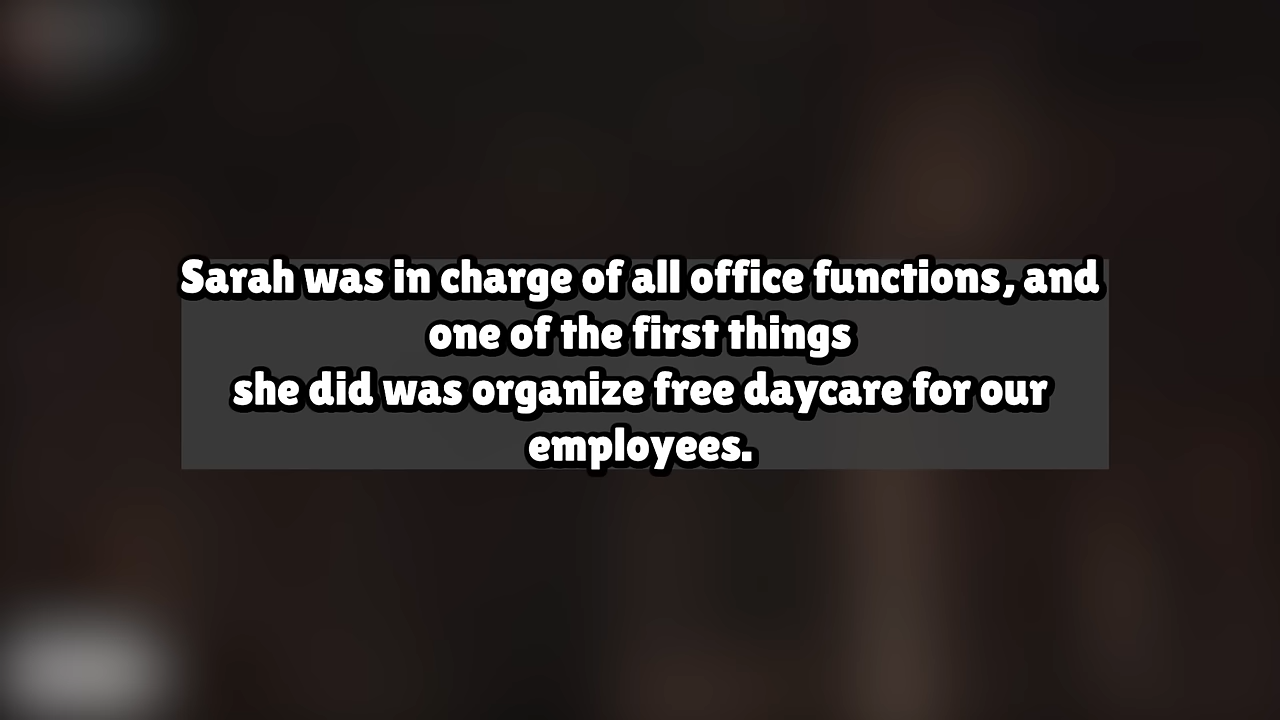 Sarah was in charge of all office functions, and
one of the first things
she did was organize free daycare for our
employees.